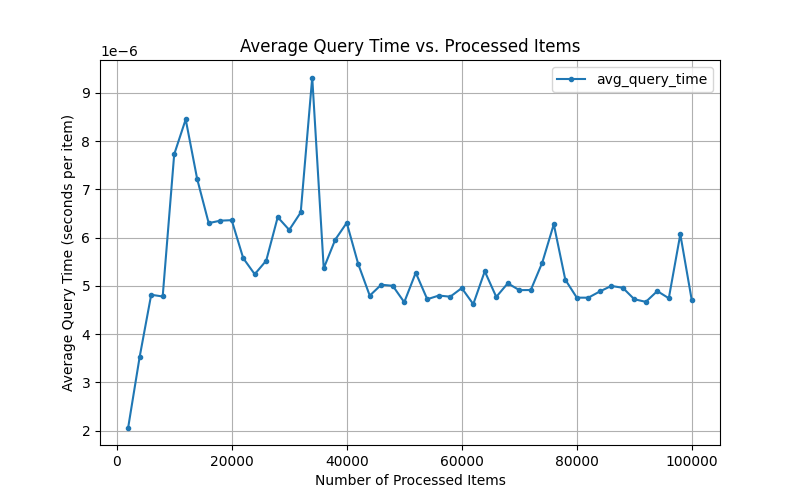 Average Query Time vs. Processed Items
1e−6
avg_query_time
9
8
7
6
5
4
3
2
Average Query Time (seconds per item)
0
20000
40000
60000
80000
100000
Number of Processed Items